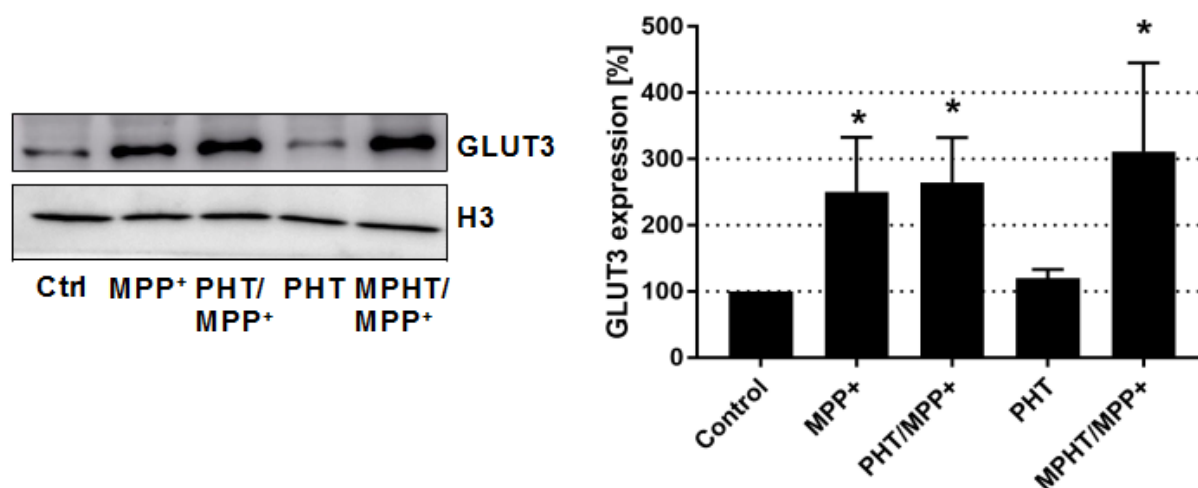 GLUT3
H3
Ctrl MPP⁺ PHT/ PHT MPHT/
MPP⁺ MPP⁺
GLUT3 expression [%]
500
400
300
200
100
0
*
*
*
Control
MPP+
PHT/MPP+
PHT
MPHT/MPP+